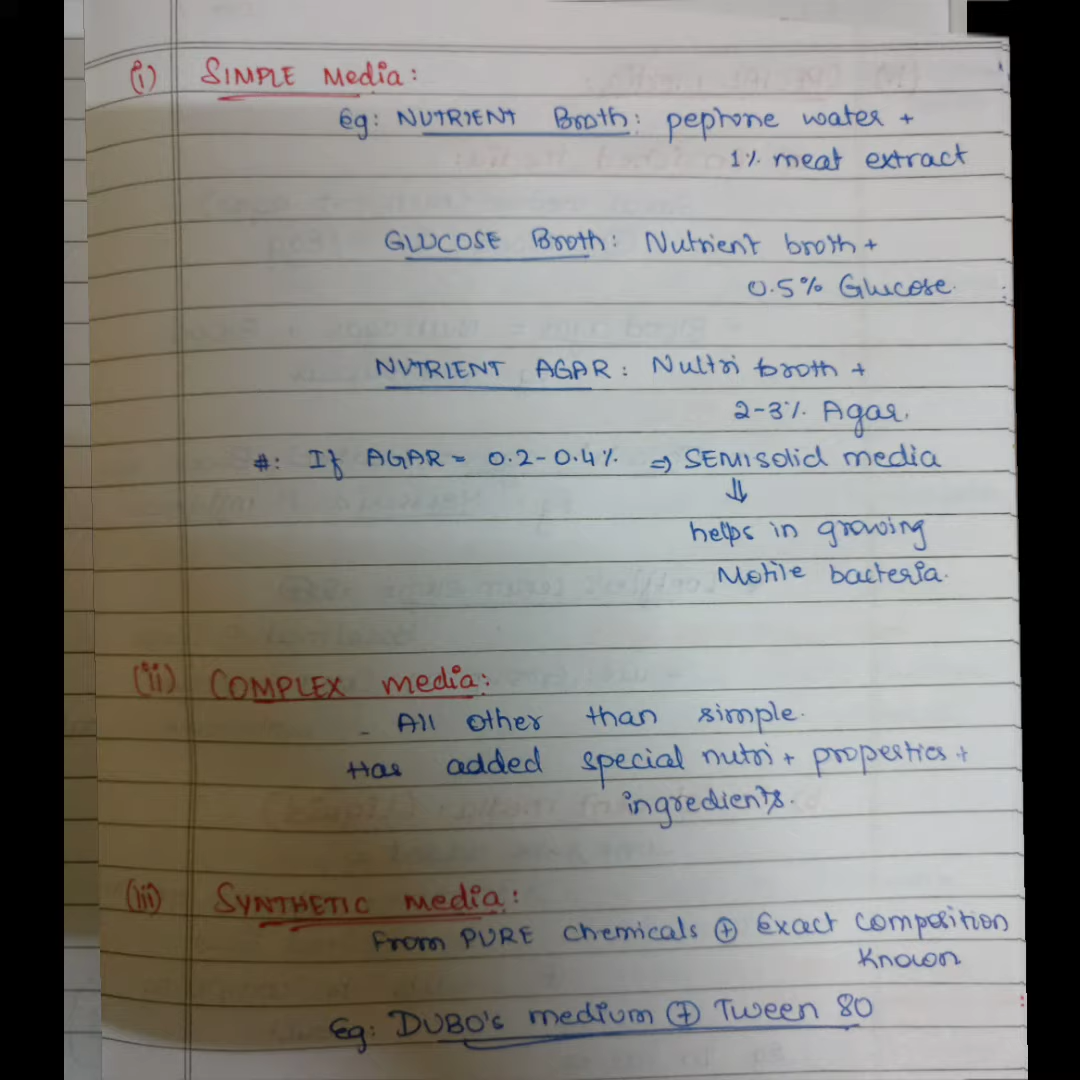 (i) SIMPLE Media:
Eg: NUTRIENT Broth: peptone water +
1% meat extract
GLUCOSE Broth: Nutrient broth +
0.5% Glucose.
NUTRIENT AGAR: Nultri broth +
2-3% Agar.
#: If AGAR = 0.2-0.4% ⇒ SEMIsolid media
⇓
helps in growing
Motile bacteria.
(ii) COMPLEX media:
- All other than simple.
Has added special nutri + properties +
ingredients.
(iii) SYNTHETIC media:
From PURE chemicals ⊕ Exact composition
Known
Eg: DUBO's medium ⊕ Tween 80